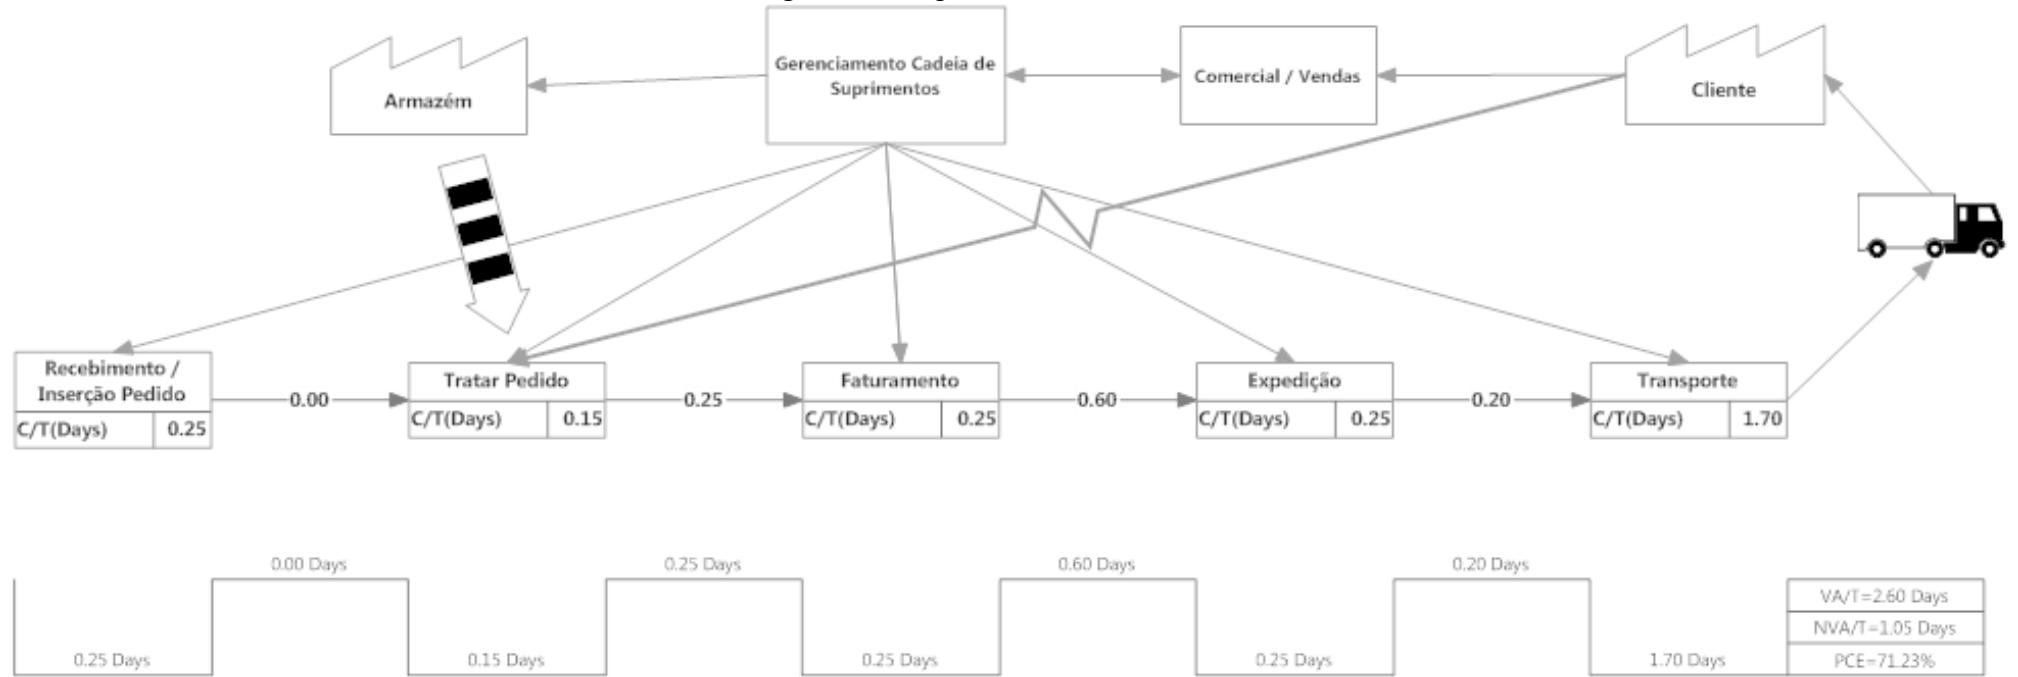 Armazém
Gerenciamento Cadeia de
Suprimentos
Comercial / Vendas
Cliente
Recebimento /
Inserção Pedido
C/T(Days) 0.25
0.00
Tratar Pedido
C/T(Days) 0.15
0.25
Faturamento
C/T(Days) 0.25
0.60
Expedição
C/T(Days) 0.25
0.20
Transporte
C/T(Days) 1.70
0.00 Days
0.25 Days
0.60 Days
0.20 Days
0.25 Days
0.15 Days
0.25 Days
0.25 Days
1.70 Days
VA/T=2.60 Days
NVA/T=1.05 Days
PCE=71.23%